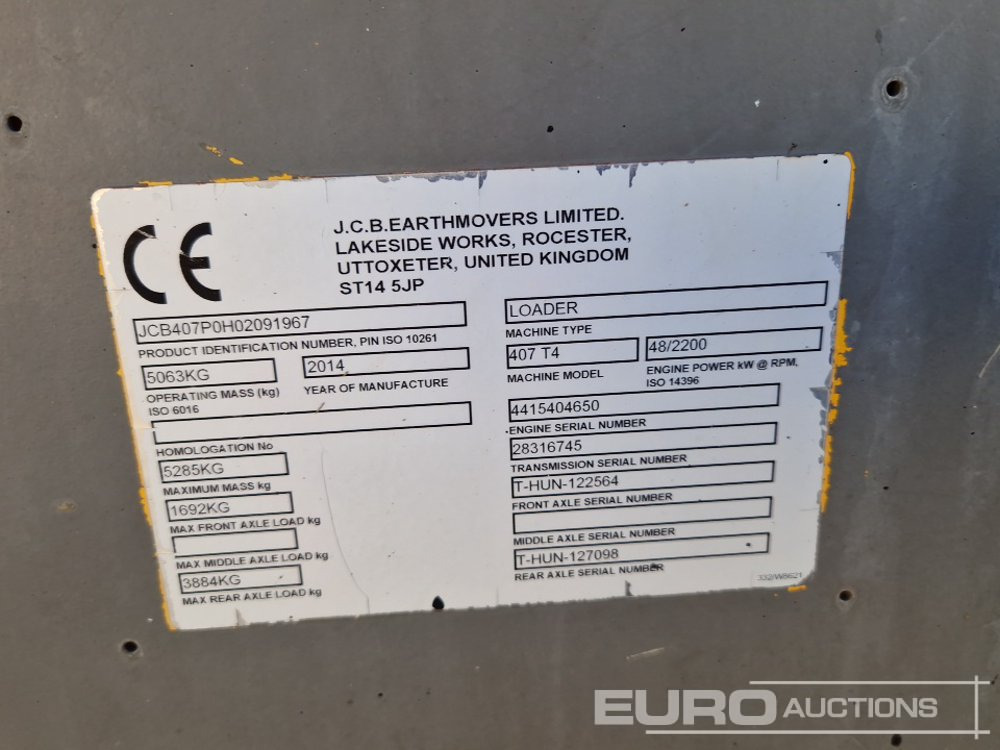 CE
J.C.B.EARTHMOVERS LIMITED.
LAKESIDE WORKS, ROCESTER,
UTTOXETER, UNITED KINGDOM
ST14 5JP
JCB407P0H02091967
PRODUCT IDENTIFICATION NUMBER, PIN ISO 10261
5063KG
OPERATING MASS (kg)
ISO 6016
2014
YEAR OF MANUFACTURE
HOMOLOGATION No
5285KG
MAXIMUM MASS kg
1692KG
MAX FRONT AXLE LOAD kg
MAX MIDDLE AXLE LOAD kg
3884KG
MAX REAR AXLE LOAD kg
LOADER
MACHINE TYPE
407 T4
MACHINE MODEL
48/2200
ENGINE POWER kW @ RPM,
ISO 14396
4415404650
ENGINE SERIAL NUMBER
28316745
TRANSMISSION SERIAL NUMBER
T-HUN-122564
FRONT AXLE SERIAL NUMBER
MIDDLE AXLE SERIAL NUMBER
T-HUN-127098
REAR AXLE SERIAL NUMBER
332/W8621
EURO AUCTIONS